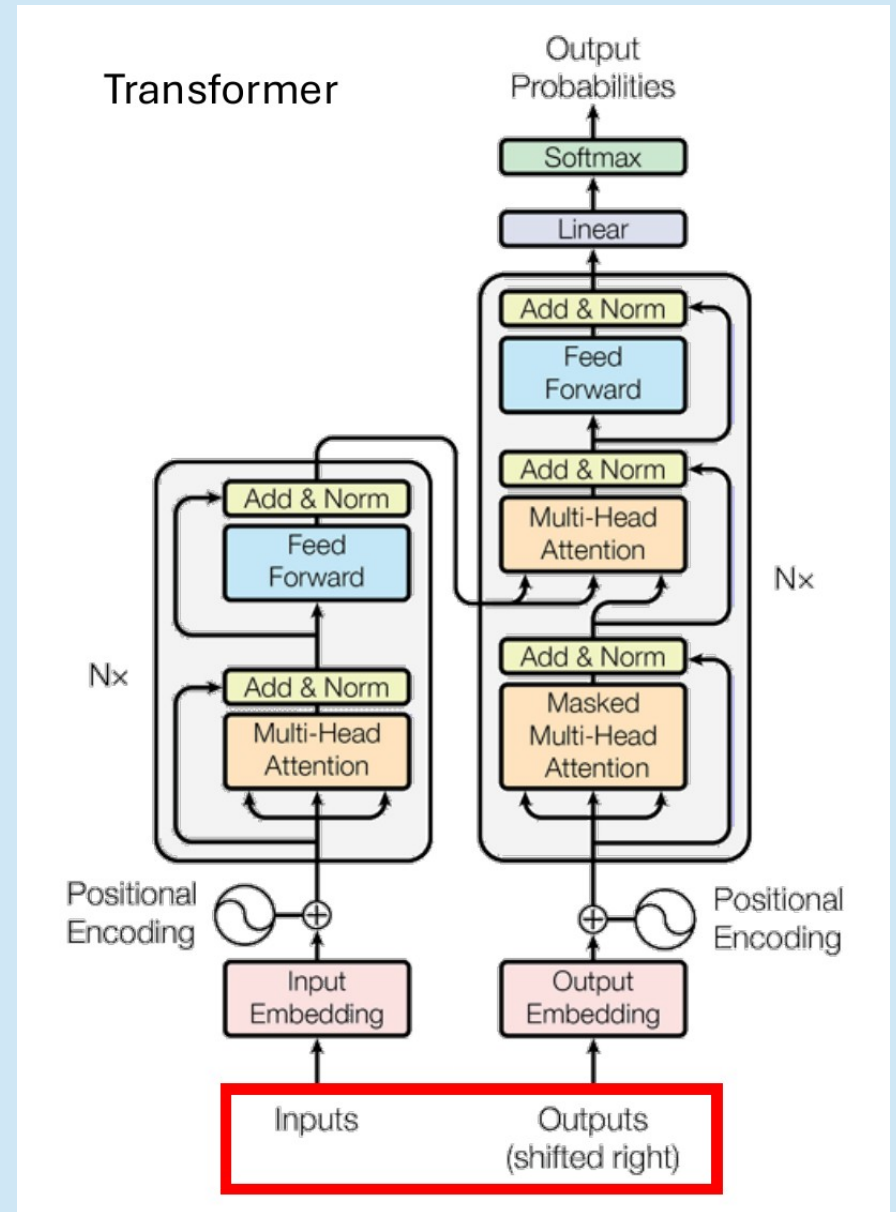 Transformer
Output
Probabilities
Softmax
Linear
Add & Norm
Feed
Forward
Add & Norm
Multi-Head
Attention
Nx
Add & Norm
Masked
Multi-Head
Attention
Add & Norm
Feed
Forward
Nx
Add & Norm
Multi-Head
Attention
Positional
Encoding
Positional
Encoding
Input
Embedding
Output
Embedding
Inputs
Outputs
(shifted right)